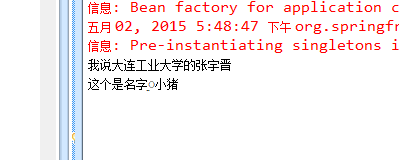 信息: Bean factory for application c
五月 02, 2015 5:48:47 下午 org.springfr
信息: Pre-instantiating singletons i
我说大连工业大学的张宇晋
这个是名字o小猪